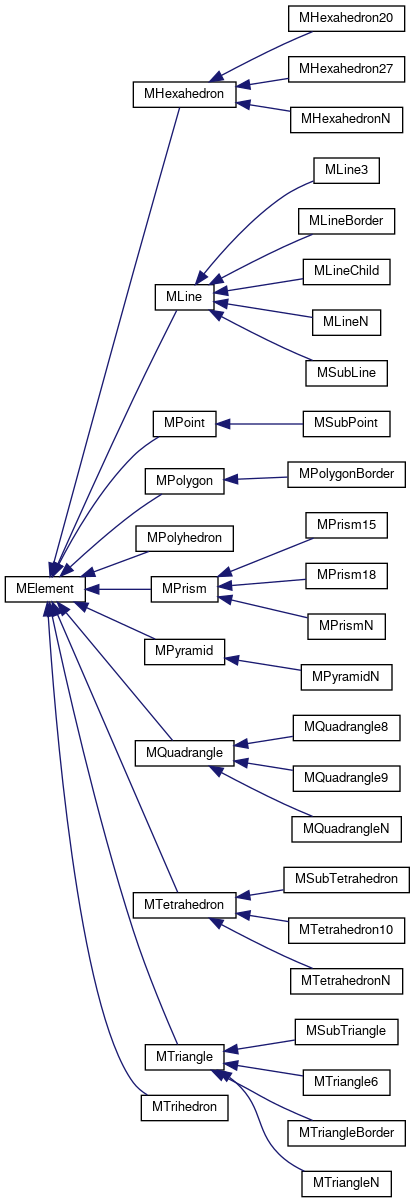 MHexahedron20
MHexahedron27
MHexahedron
MHexahedronN
MLine3
MLineBorder
MLineChild
MLine
MLineN
MSubLine
MPoint
MSubPoint
MPolygon
MPolygonBorder
MPolyhedron
MPrism15
MPrism18
MElement
MPrism
MPrismN
MPyramid
MPyramidN
MQuadrangle8
MQuadrangle
MQuadrangle9
MQuadrangleN
MSubTetrahedron
MTetrahedron
MTetrahedron10
MTetrahedronN
MSubTriangle
MTriangle
MTriangle6
MTrihedron
MTriangleBorder
MTriangleN